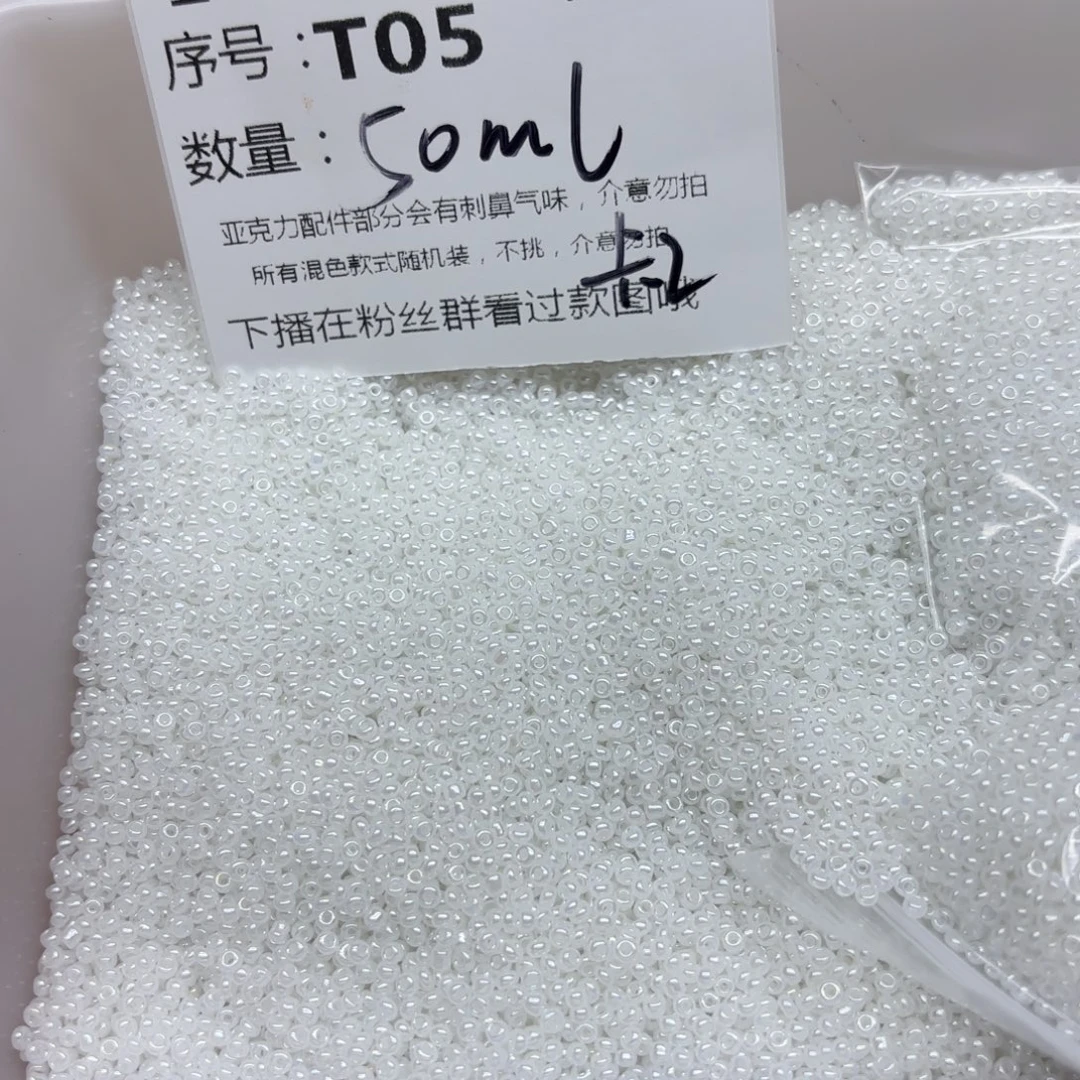 序号:T05
数量:50ml
亚克力配件部分会有刺鼻气味，介意勿拍
所有混色款式随机装，不挑，介意勿拍
下播在粉丝群看过款图哦